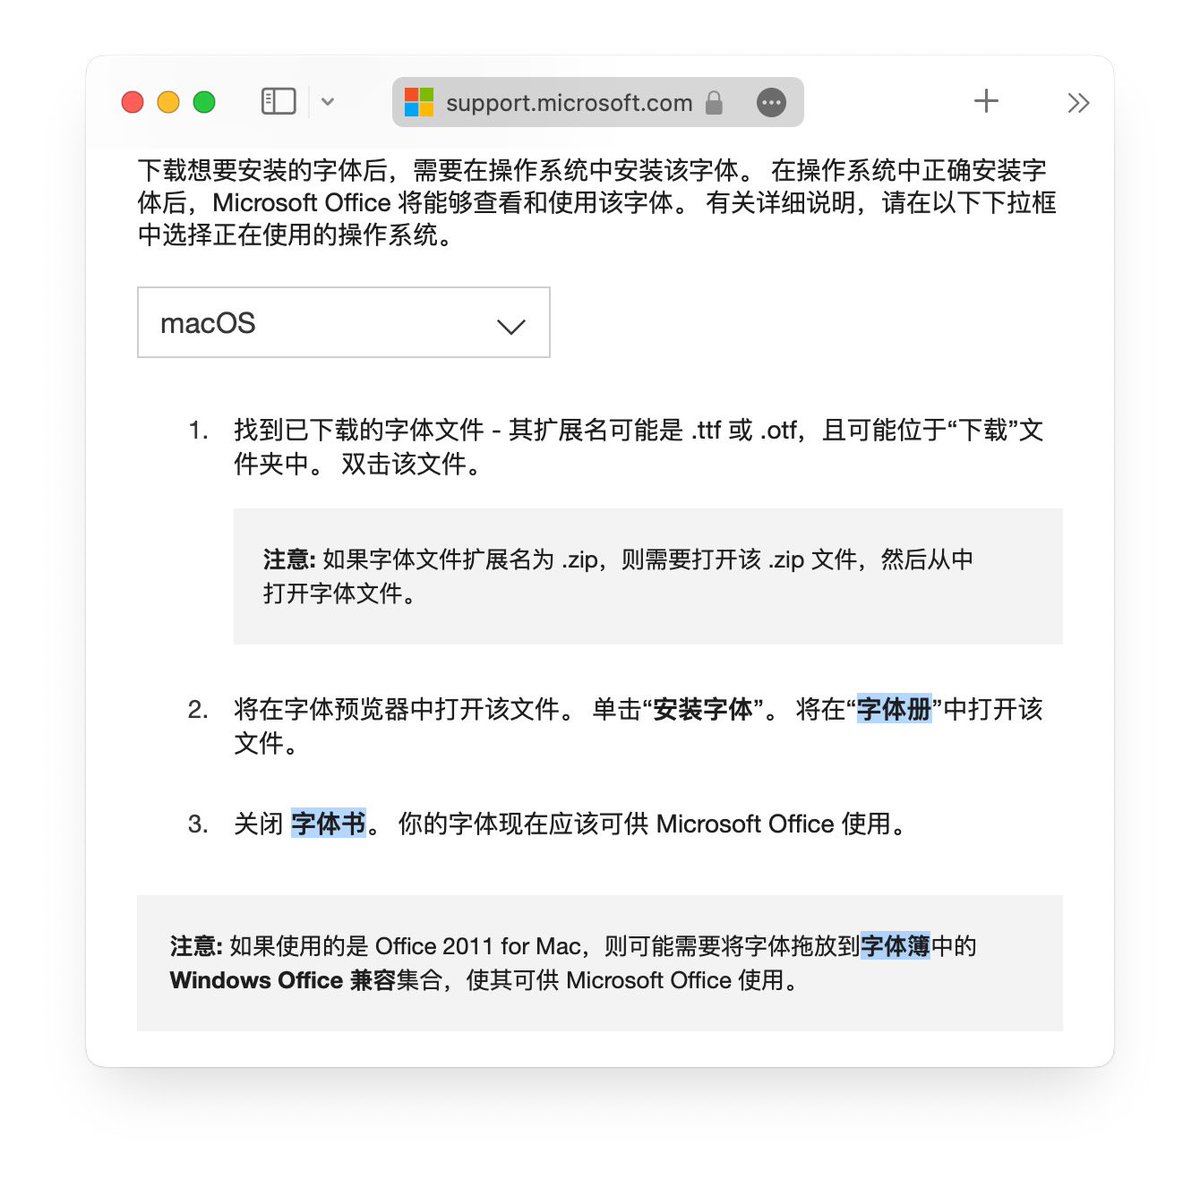 support.microsoft.com
下载想要安装的字体后，需要在操作系统中安装该字体。 在操作系统中正确安装字
体后，Microsoft Office 将能够查看和使用该字体。 有关详细说明，请在以下下拉框
中选择正在使用的操作系统。
macOS
1. 找到已下载的字体文件 - 其扩展名可能是 .ttf 或 .otf，且可能位于“下载”文
件夹中。 双击该文件。
注意: 如果字体文件扩展名为 .zip，则需要打开该 .zip 文件，然后从中
打开字体文件。
2. 将在字体预览器中打开该文件。 单击“安装字体”。 将在“字体册”中打开该
文件。
3. 关闭 字体书。 你的字体现在应该可供 Microsoft Office 使用。
注意: 如果使用的是 Office 2011 for Mac，则可能需要将字体拖放到字体簿中的
Windows Office 兼容集合，使其可供 Microsoft Office 使用。